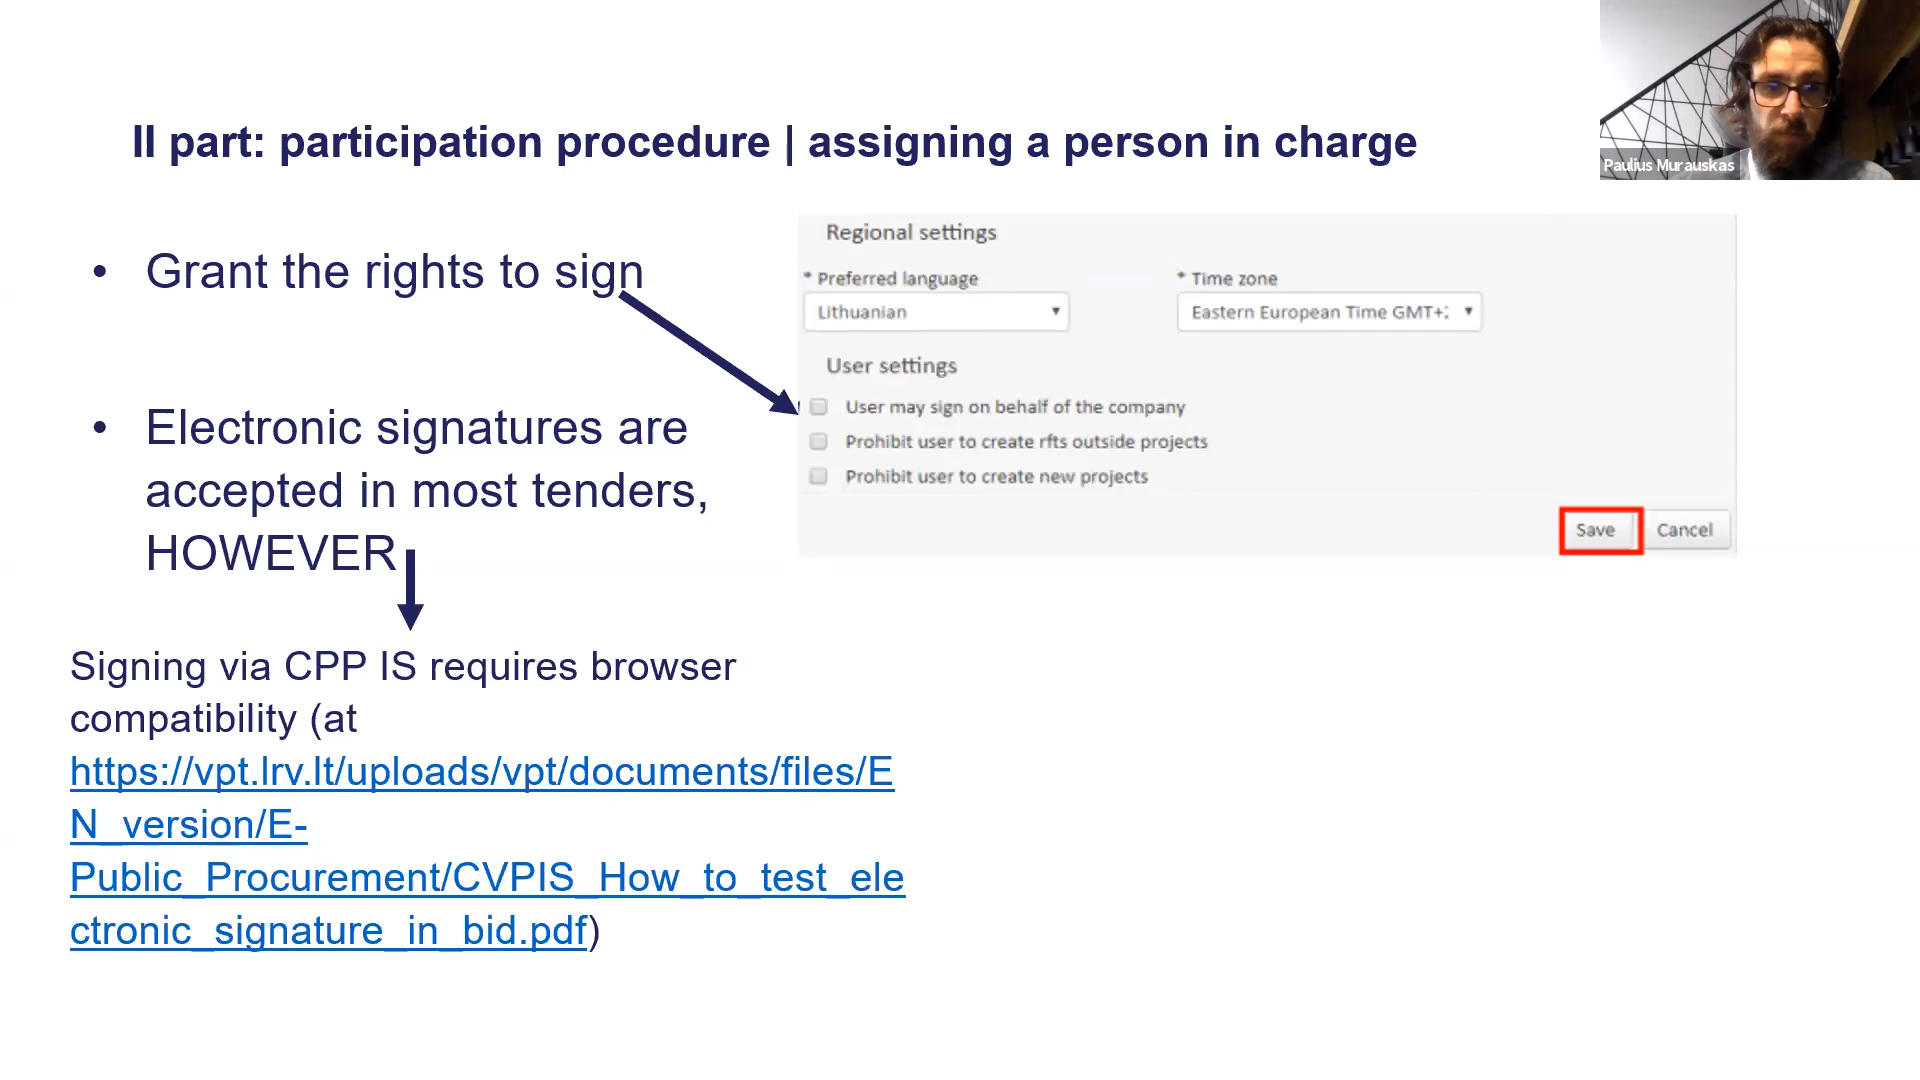 II part: participation procedure | assigning a person in charge
Paulius Murauskas
• Grant the rights to sign
• Electronic signatures are
accepted in most tenders,
HOWEVER
Signing via CPP IS requires browser
compatibility (at
https://vpt.lrv.lt/uploads/vpt/documents/files/E
N_version/E-
Public_Procurement/CVPIS_How_to_test_ele
ctronic_signature_in_bid.pdf)
Regional settings
* Preferred language
* Time zone
Lithuanian
Eastern European Time GMT+
User settings
User may sign on behalf of the company
Prohibit user to create rfts outside projects
Prohibit user to create new projects
Save
Cancel